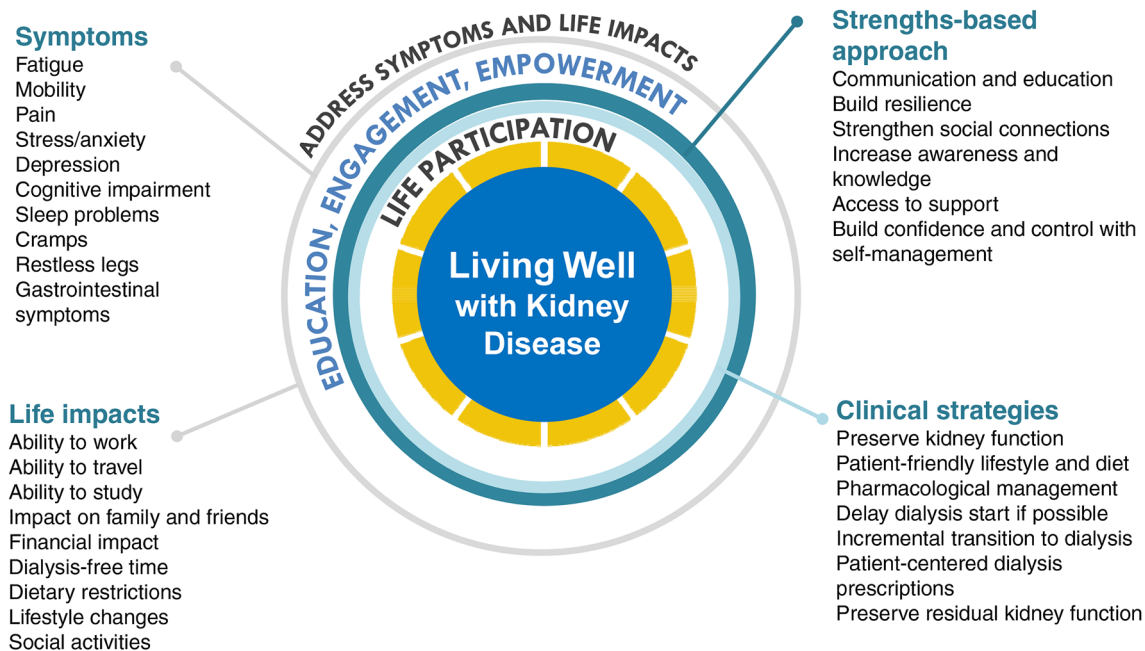 Symptoms
Fatigue
Mobility
Pain
Stress/anxiety
Depression
Cognitive impairment
Sleep problems
Cramps
Restless legs
Gastrointestinal
symptoms
Life impacts
Ability to work
Ability to travel
Ability to study
Impact on family and friends
Financial impact
Dialysis-free time
Dietary restrictions
Lifestyle changes
Social activities
ADDRESS SYMPTOMS AND LIFE IMPACTS
EDUCATION, ENGAGEMENT, EMPOWERMENT
LIFE PARTICIPATION
Living Well
with Kidney
Disease
Strengths-based
approach
Communication and education
Build resilience
Strengthen social connections
Increase awareness and
knowledge
Access to support
Build confidence and control with
self-management
Clinical strategies
Preserve kidney function
Patient-friendly lifestyle and diet
Pharmacological management
Delay dialysis start if possible
Incremental transition to dialysis
Patient-centered dialysis
prescriptions
Preserve residual kidney function